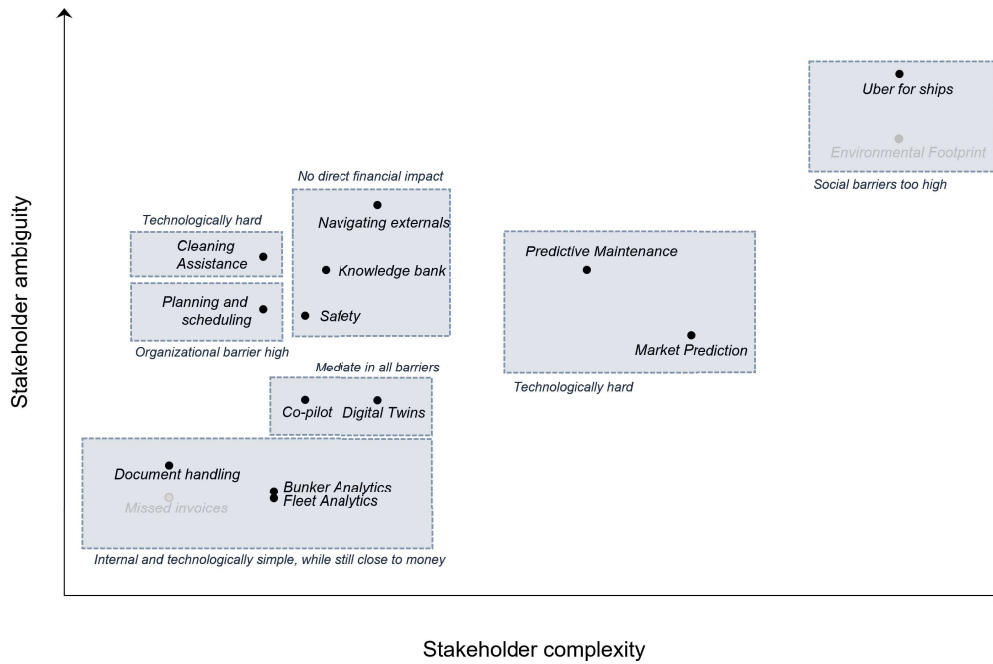 Uber for ships
Environmental Footprint
Social barriers too high
No direct financial impact
Navigating externals
Knowledge bank
Safety
Technologically hard
Cleaning
Assistance
Planning and
scheduling
Organizational barrier high
Predictive Maintenance
Market Prediction
Technologically hard
Mediate in all barriers
Co-pilot
Digital Twins
Document handling
Missed invoices
Bunker Analytics
Fleet Analytics
Internal and technologically simple, while still close to money
Stakeholder ambiguity
Stakeholder complexity